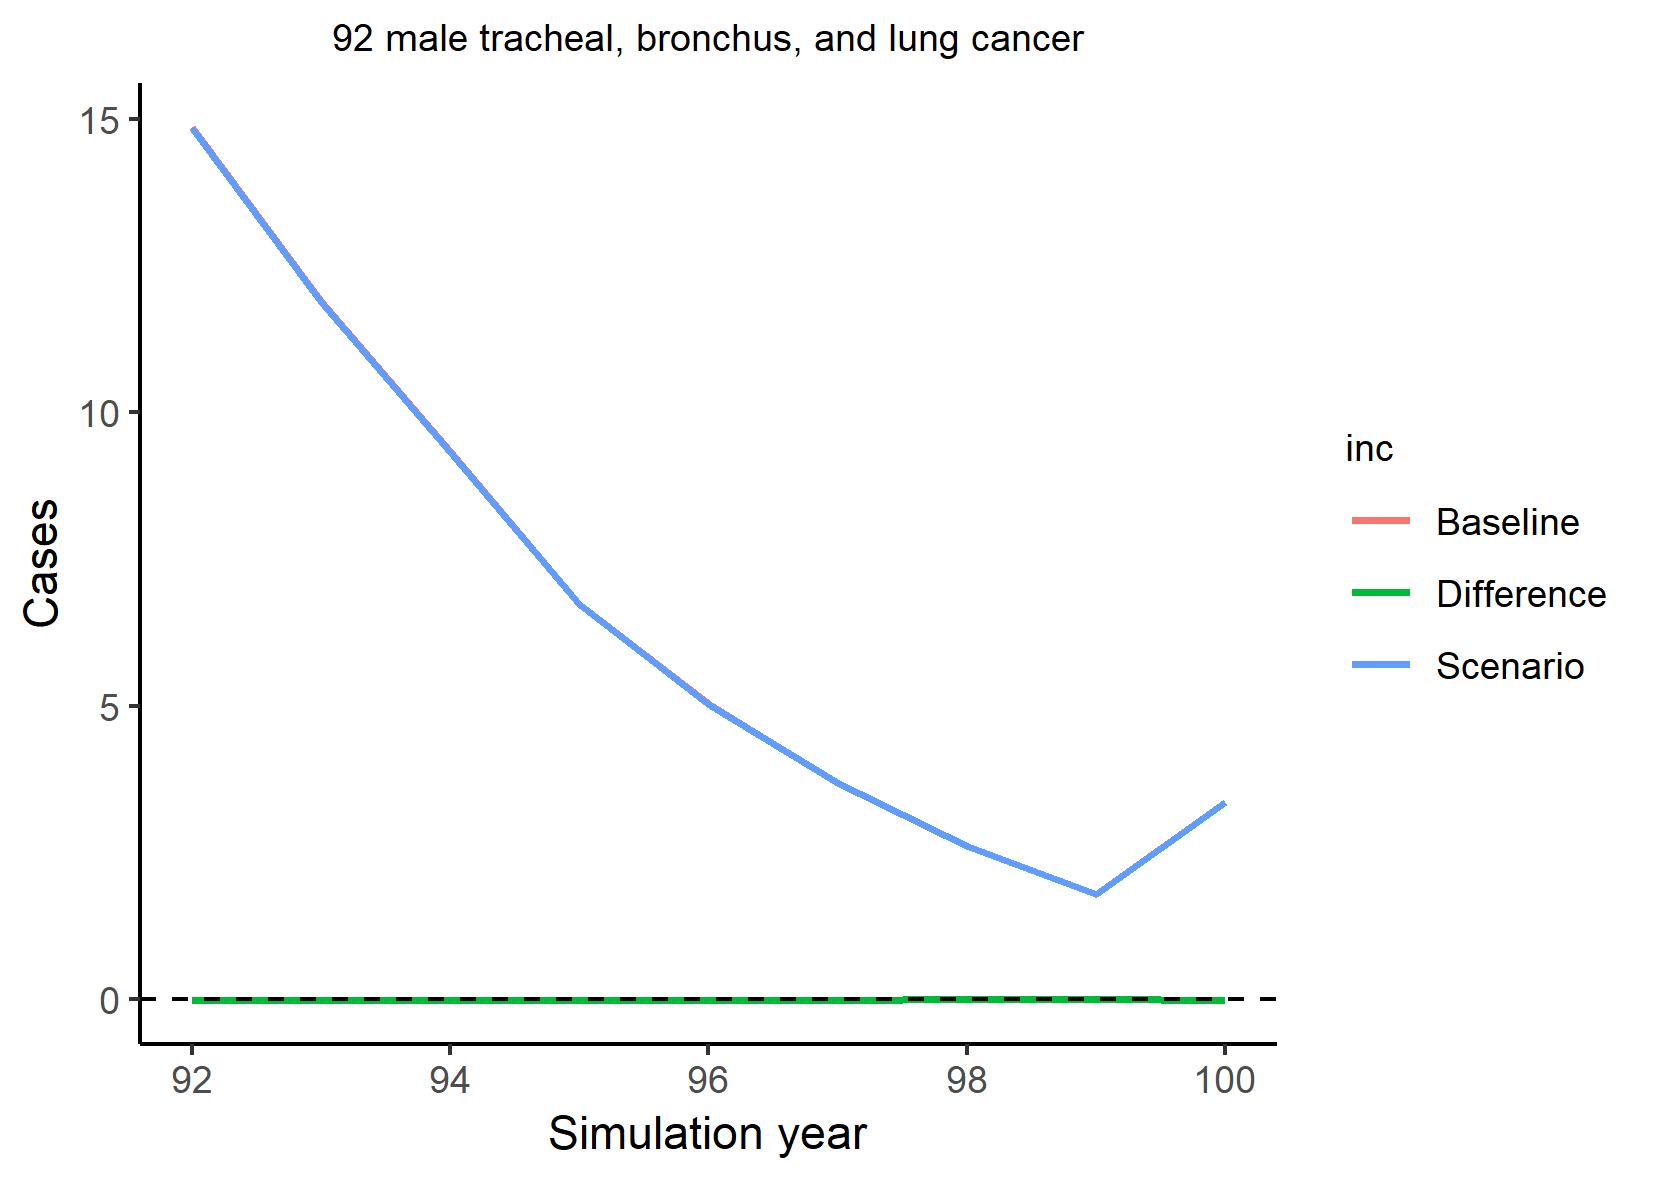 92 male tracheal, bronchus, and lung cancer
15
10
5
0
Cases
92 94 96 98 100
Simulation year
inc
Baseline
Difference
Scenario